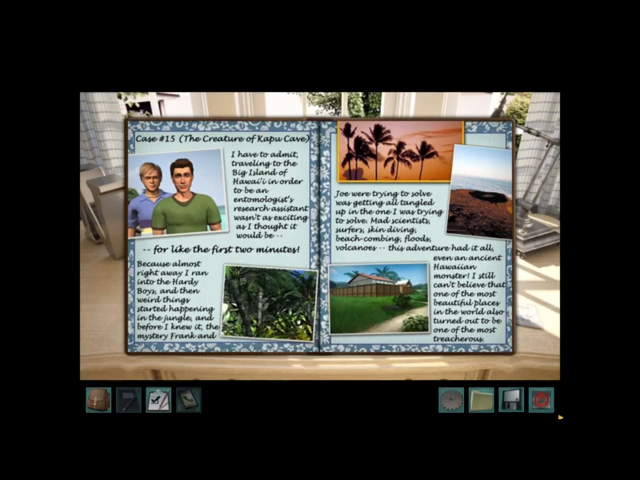 Case #15 (The Creature of Kapu Cave)
I have to admit,
traveling to the
Big Island of
Hawai'i in order
to be an
entomologist's
research assistant
wasn't as exciting
as I thought it
would be --
-- for like the first two minutes!
Because almost
right away I ran
into the Hardy
Boys, and then
weird things
started happening
in the jungle, and
before I knew it, the
mystery Frank and
Joe were trying to solve
was getting all tangled
up in the one I was trying
to solve. Mad scientists,
surfers, skin diving,
beach-combing, floods,
volcanoes -- this adventure had it all,
even an ancient
Hawaiian
monster! I still
can't believe that
one of the most
beautiful places
in the world also
turned out to be
one of the most
treacherous.